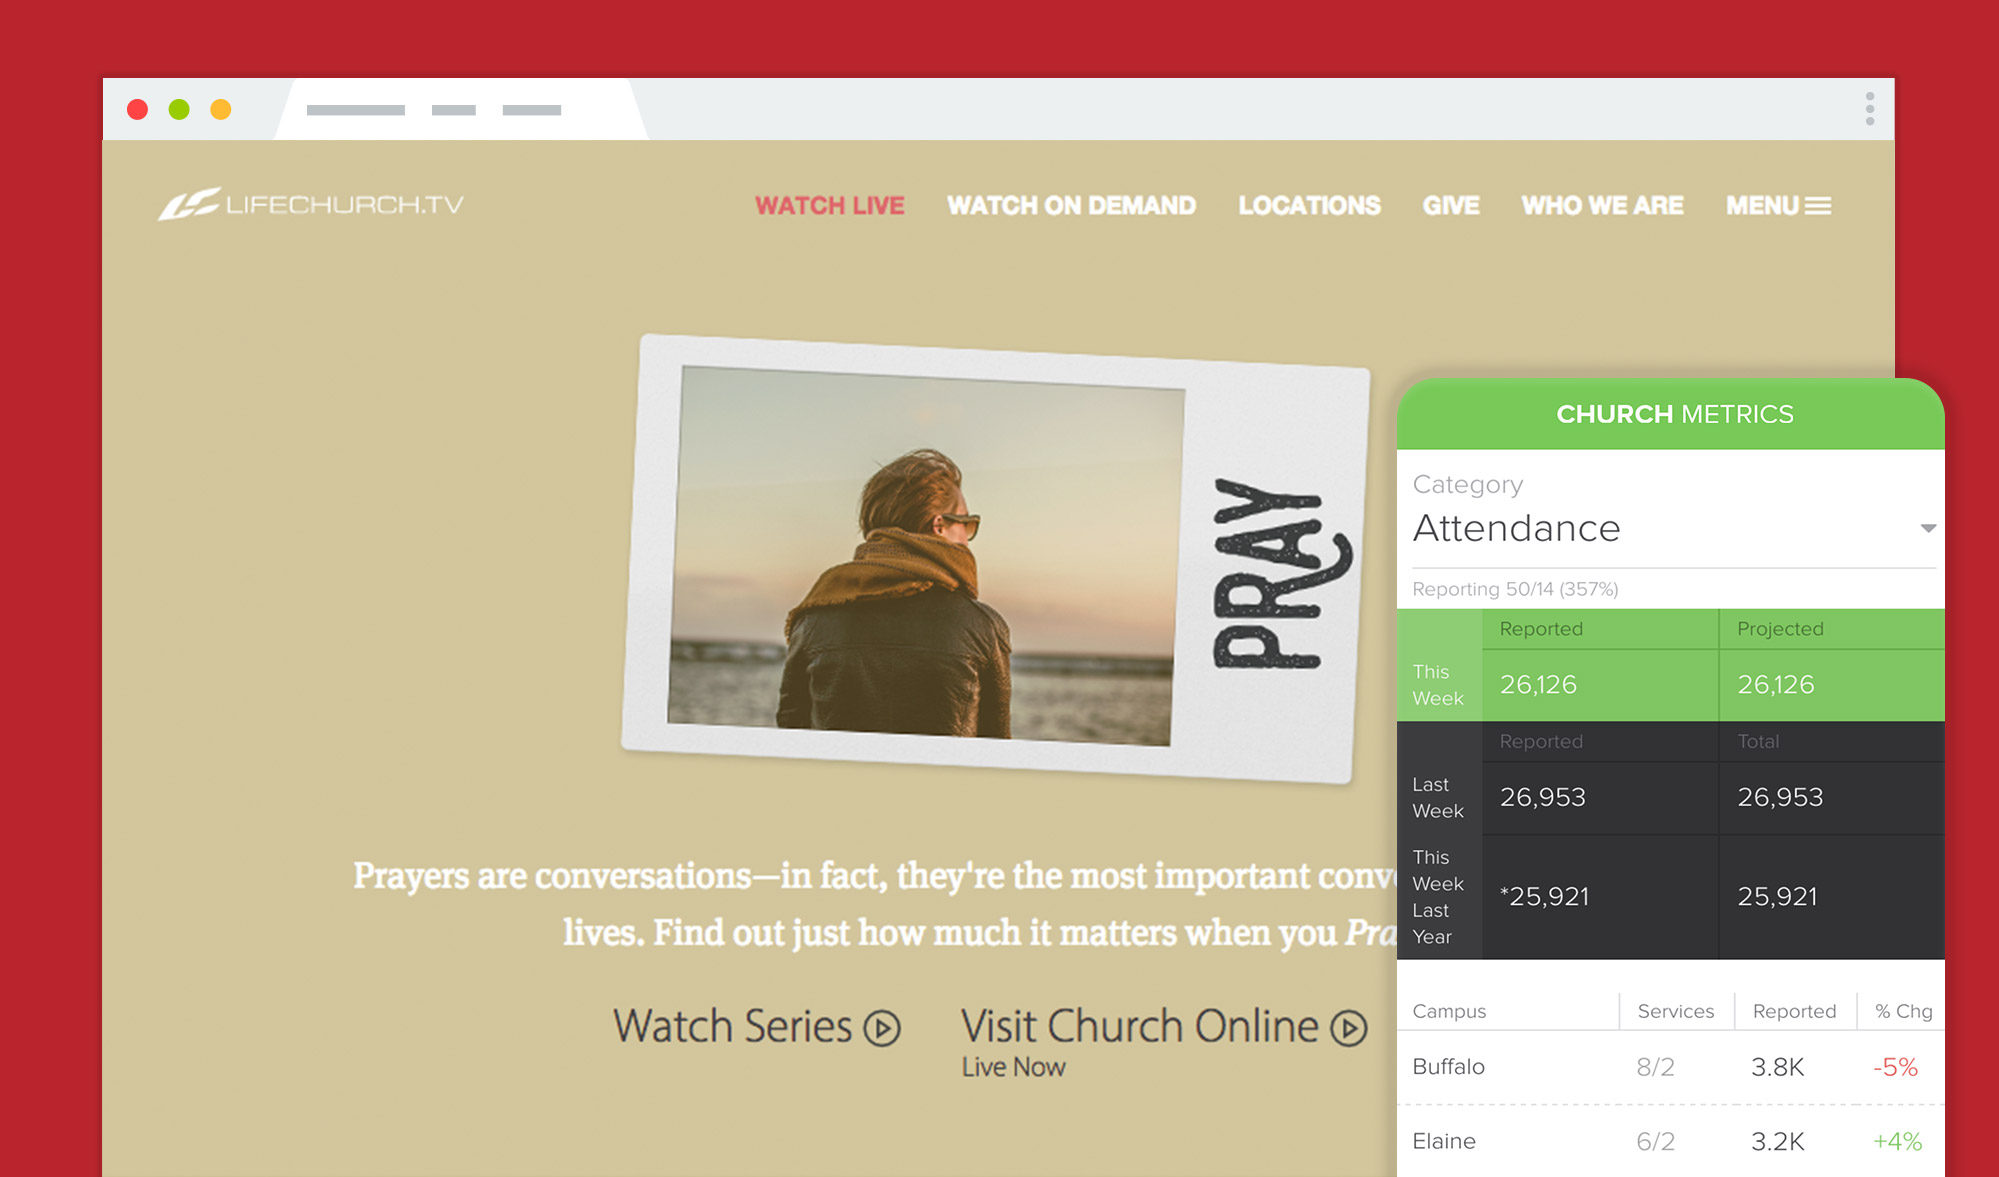 LIFECHURCH.TV
WATCH LIVE WATCH ON DEMAND LOCATIONS GIVE WHO WE ARE MENU
PRAY
Prayers are conversations—in fact, they're the most important conv
lives. Find out just how much it matters when you Pra
Watch Series
Visit Church Online
Live Now
CHURCH METRICS
Category
Attendance
Reporting 50/14 (357%)
Reported Projected
This Week 26,126 26,126
Reported Total
Last Week 26,953 26,953
This Week Last Year *25,921 25,921
Campus Services Reported % Chg
Buffalo 8/2 3.8K -5%
Elaine 6/2 3.2K +4%